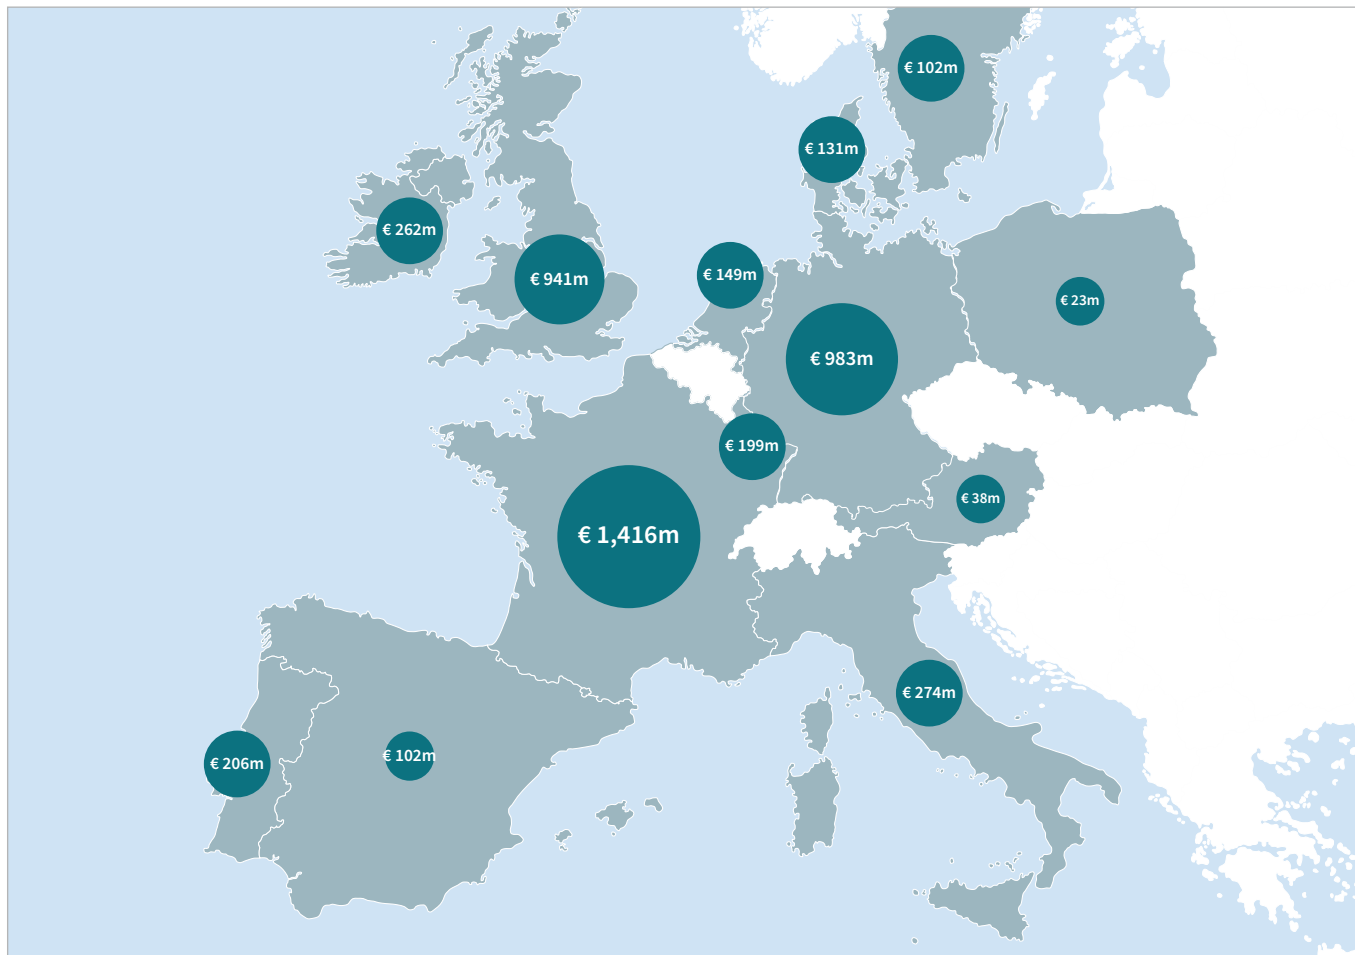 € 102m
€ 131m
€ 262m
€ 941m
€ 149m
€ 23m
€ 983m
€ 199m
€ 38m
€ 1,416m
€ 274m
€ 206m
€ 102m